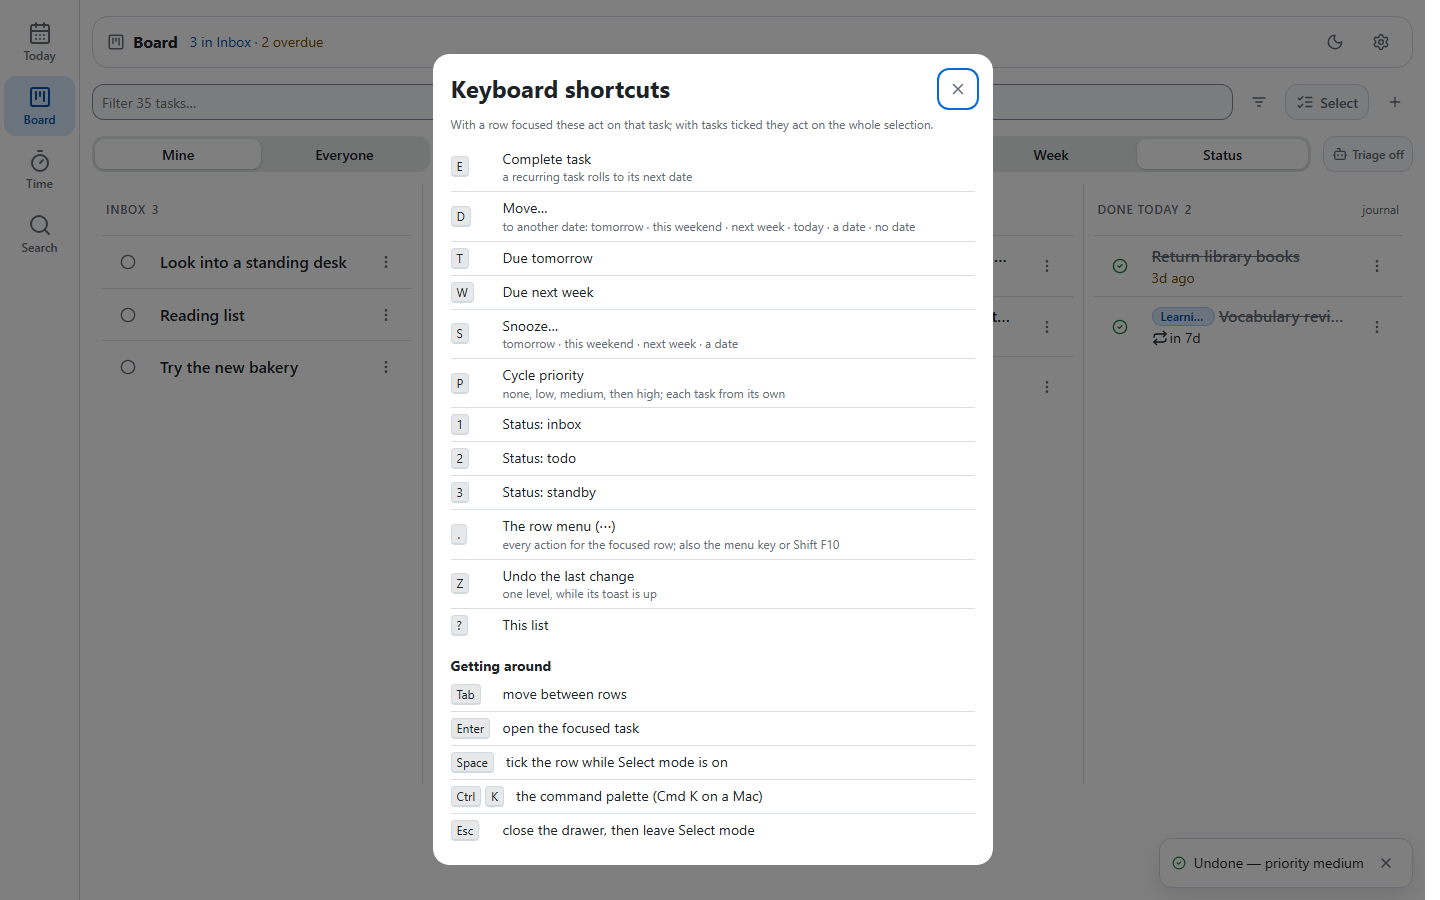 Today
Board
Time
Search
Board 3 in Inbox · 2 overdue
Filter 35 tasks...
Select
Mine
Everyone
Week
Status
Triage off
INBOX 3
Look into a standing desk
Reading list
Try the new bakery
...
t...
DONE TODAY 2
journal
Return library books
3d ago
Learni... Vocabulary revi...
in 7d
Keyboard shortcuts
With a row focused these act on that task; with tasks ticked they act on the whole selection.
E Complete task
a recurring task rolls to its next date
D Move...
to another date: tomorrow · this weekend · next week · today · a date · no date
T Due tomorrow
W Due next week
S Snooze...
tomorrow · this weekend · next week · a date
P Cycle priority
none, low, medium, then high; each task from its own
1 Status: inbox
2 Status: todo
3 Status: standby
. The row menu (···)
every action for the focused row; also the menu key or Shift F10
Z Undo the last change
one level, while its toast is up
? This list
Getting around
Tab move between rows
Enter open the focused task
Space tick the row while Select mode is on
Ctrl K the command palette (Cmd K on a Mac)
Esc close the drawer, then leave Select mode
Undone — priority medium